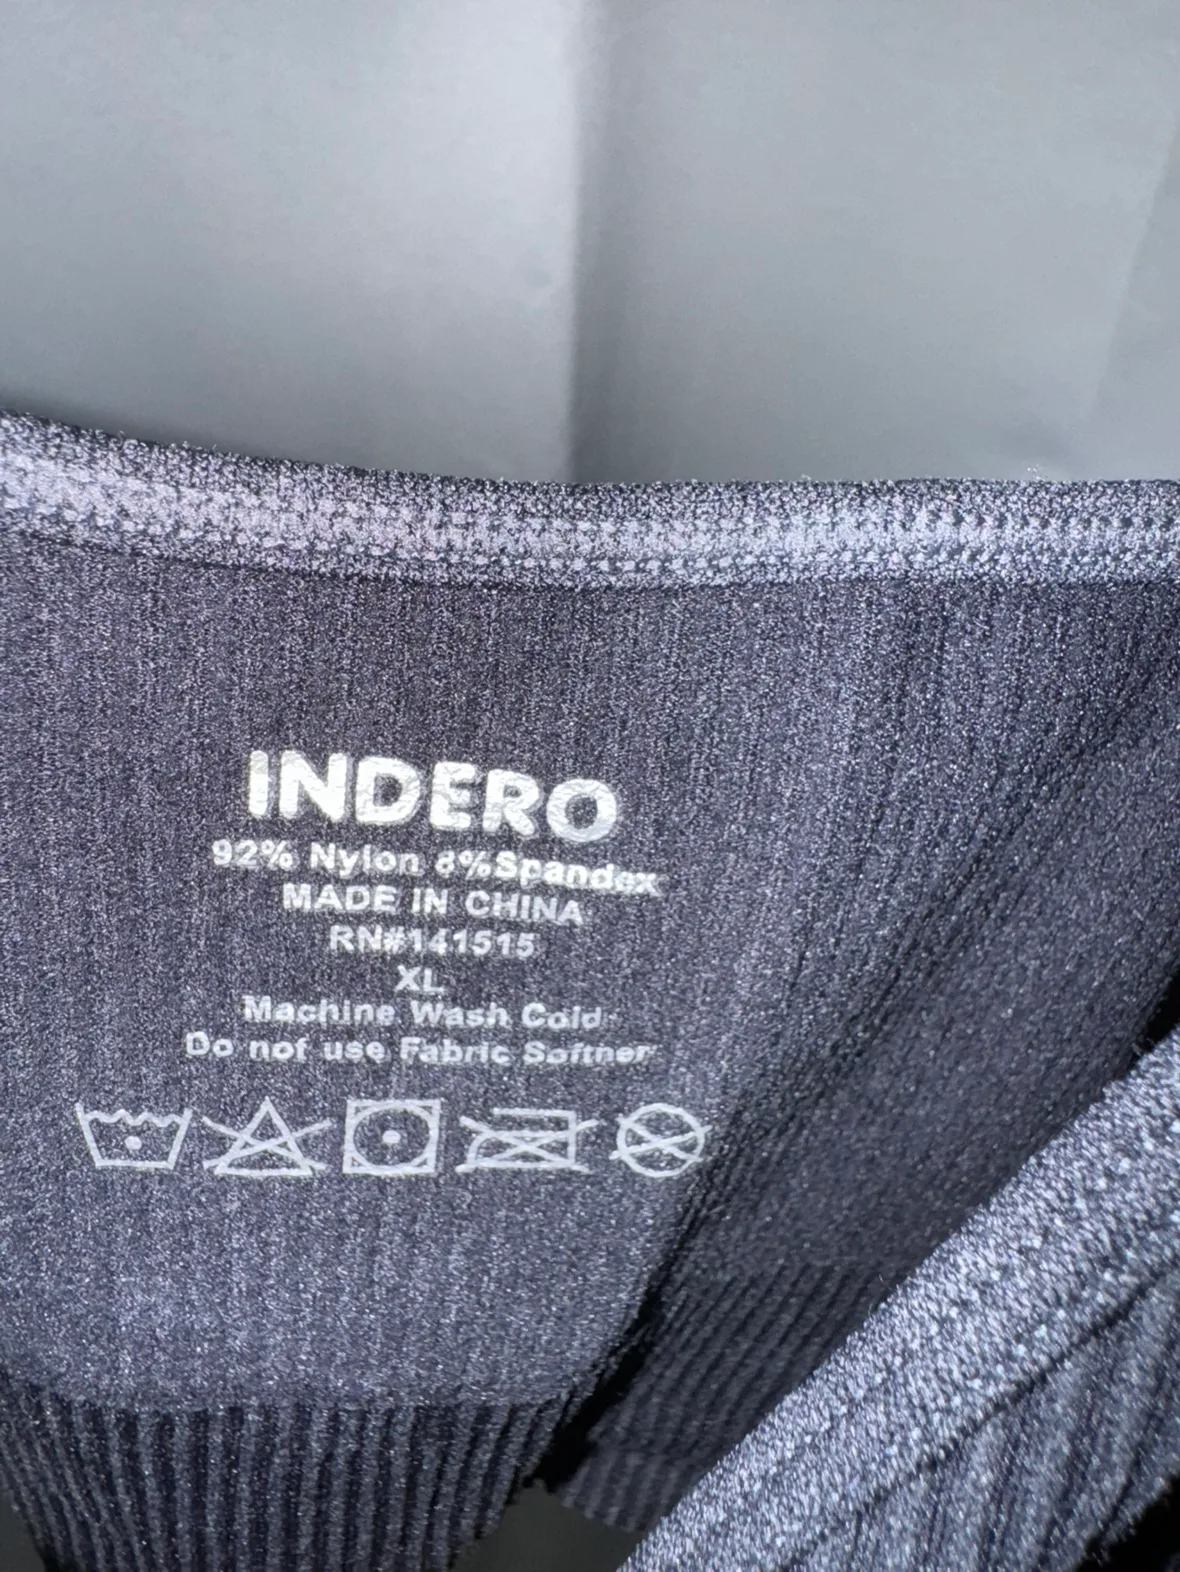 INDERO
92% Nylon 8%Spandex
MADE IN CHINA
RN#141515
XL
Machine Wash Cold
Do not use Fabric Softner